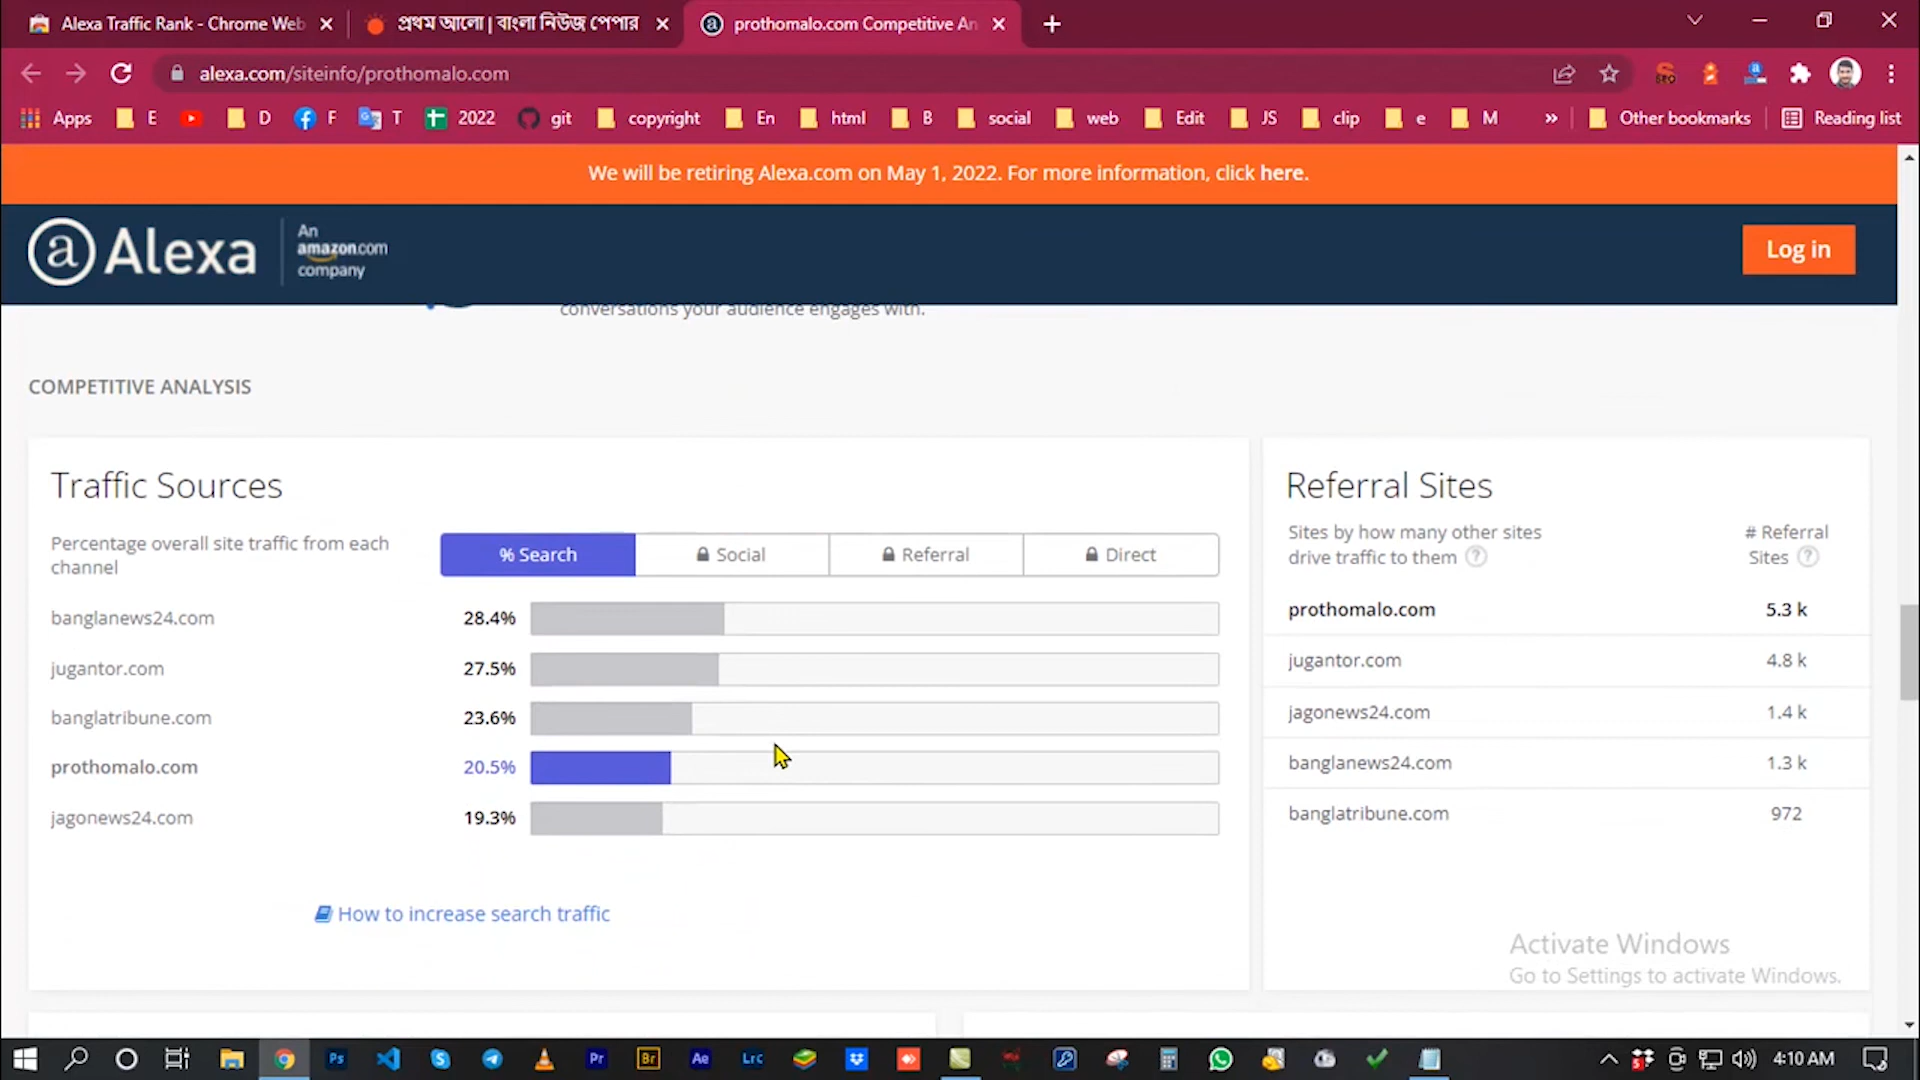 Alexa Traffic Rank - Chrome Web
প্রথম আলো | বাংলা নিউজ পেপার
prothomalo.com Competitive An
alexa.com/siteinfo/prothomalo.com
Apps E D F T 2022 git copyright En html B social web Edit JS clip e M » Other bookmarks Reading list
We will be retiring Alexa.com on May 1, 2022. For more information, click here.
Alexa
An
amazon.com
company
Log in
conversations your audience engages with.
COMPETITIVE ANALYSIS
Traffic Sources
Percentage overall site traffic from each
channel
% Search Social Referral Direct
banglanews24.com 28.4%
jugantor.com 27.5%
banglatribune.com 23.6%
prothomalo.com 20.5%
jagonews24.com 19.3%
How to increase search traffic
Referral Sites
Sites by how many other sites
drive traffic to them ?
# Referral
Sites ?
prothomalo.com 5.3 k
jugantor.com 4.8 k
jagonews24.com 1.4 k
banglanews24.com 1.3 k
banglatribune.com 972
Activate Windows
Go to Settings to activate Windows.
Ps Pr Br Ae Lrc
4:10 AM